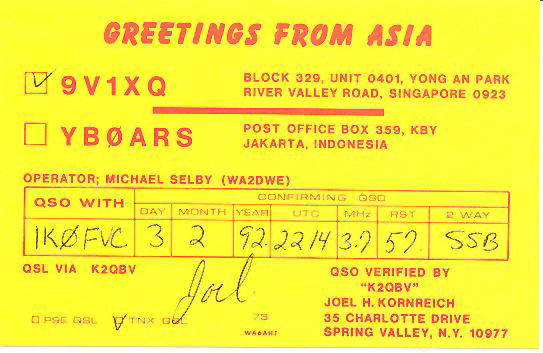 GREETINGS FROM ASIA
9V1XQ
BLOCK 329, UNIT 0401, YONG AN PARK
RIVER VALLEY ROAD, SINGAPORE 0923
YBØARS
POST OFFICE BOX 359, KBY
JAKARTA, INDONESIA
OPERATOR; MICHAEL SELBY (WA2DWE)
QSO WITH CONFIRMING QSO
DAY MONTH YEAR UTC MHz RST 2 WAY
IKØFVC 3 2 92 2214 3.7 57 SSB
QSL VIA K2QBV
Joel
QSO VERIFIED BY
"K2QBV"
JOEL H. KORNREICH
35 CHARLOTTE DRIVE
SPRING VALLEY, N.Y. 10977
PSE QSL TNX QSL 73